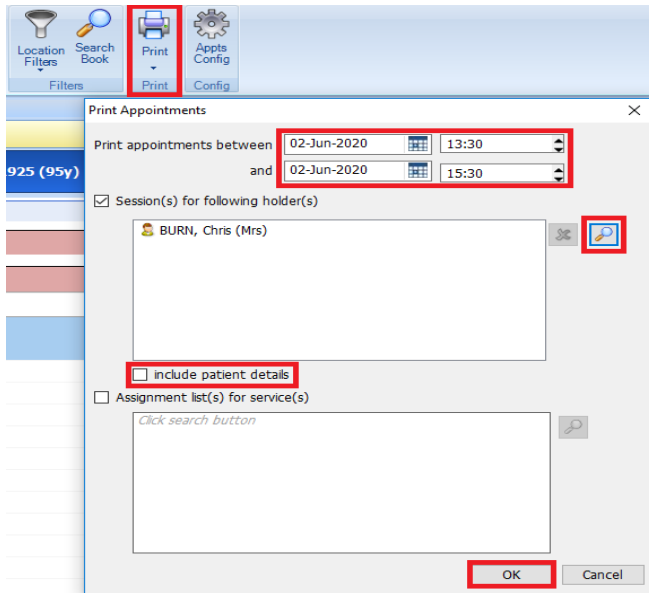 Location Filters
Search Book
Print
Appts Config
Filters
Print
Config
Print Appointments
925 (95y)
Print appointments between 02-Jun-2020 13:30
and 02-Jun-2020 15:30
Session(s) for following holder(s)
BURN, Chris (Mrs)
include patient details
Assignment list(s) for service(s)
Click search button
OK Cancel